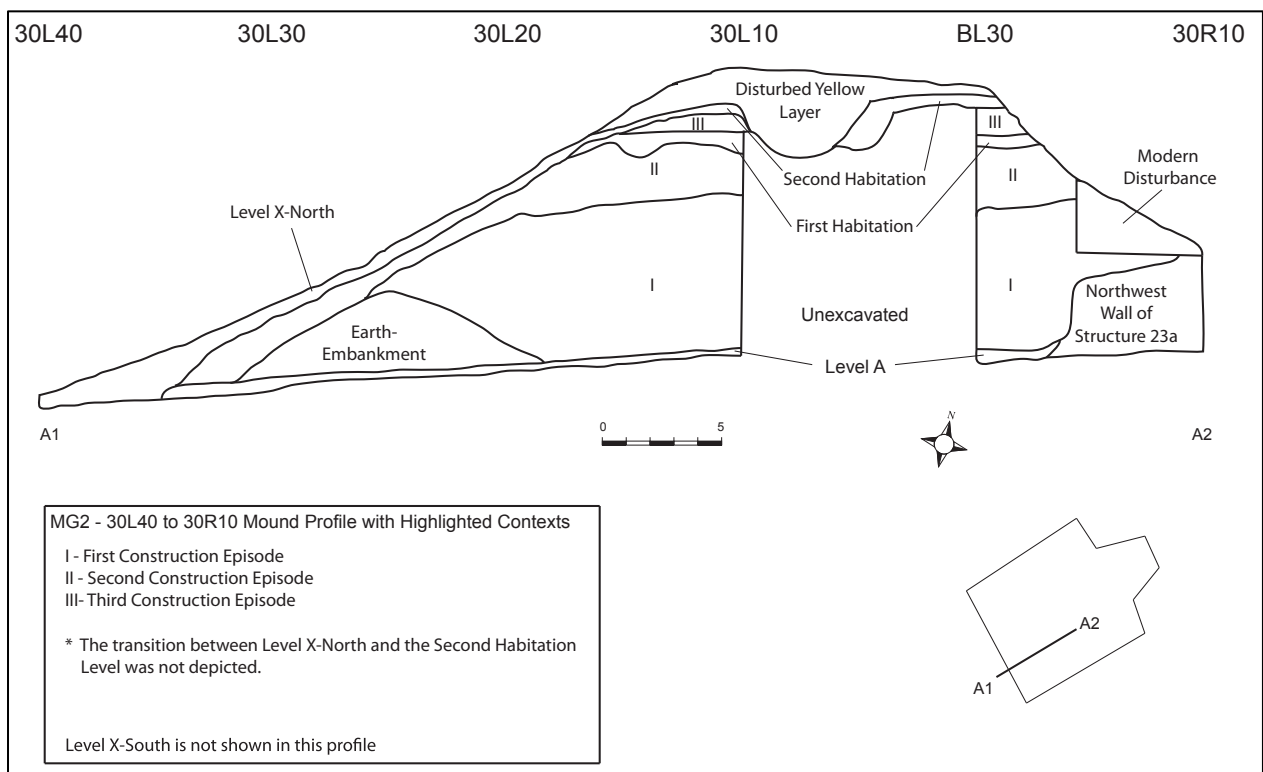 30L40 30L30 30L20 30L10 BL30 30R10
Disturbed Yellow
Layer
III
III
Modern
Disturbance
II
Second Habitation
II
Level X-North
First Habitation
I
I
Northwest
Wall of
Structure 23a
Unexcavated
Earth-
Embankment
Level A
A1
0 5
N
A2
MG2 - 30L40 to 30R10 Mound Profile with Highlighted Contexts
I - First Construction Episode
II - Second Construction Episode
III- Third Construction Episode
* The transition between Level X-North and the Second Habitation
Level was not depicted.
Level X-South is not shown in this profile
A2
A1